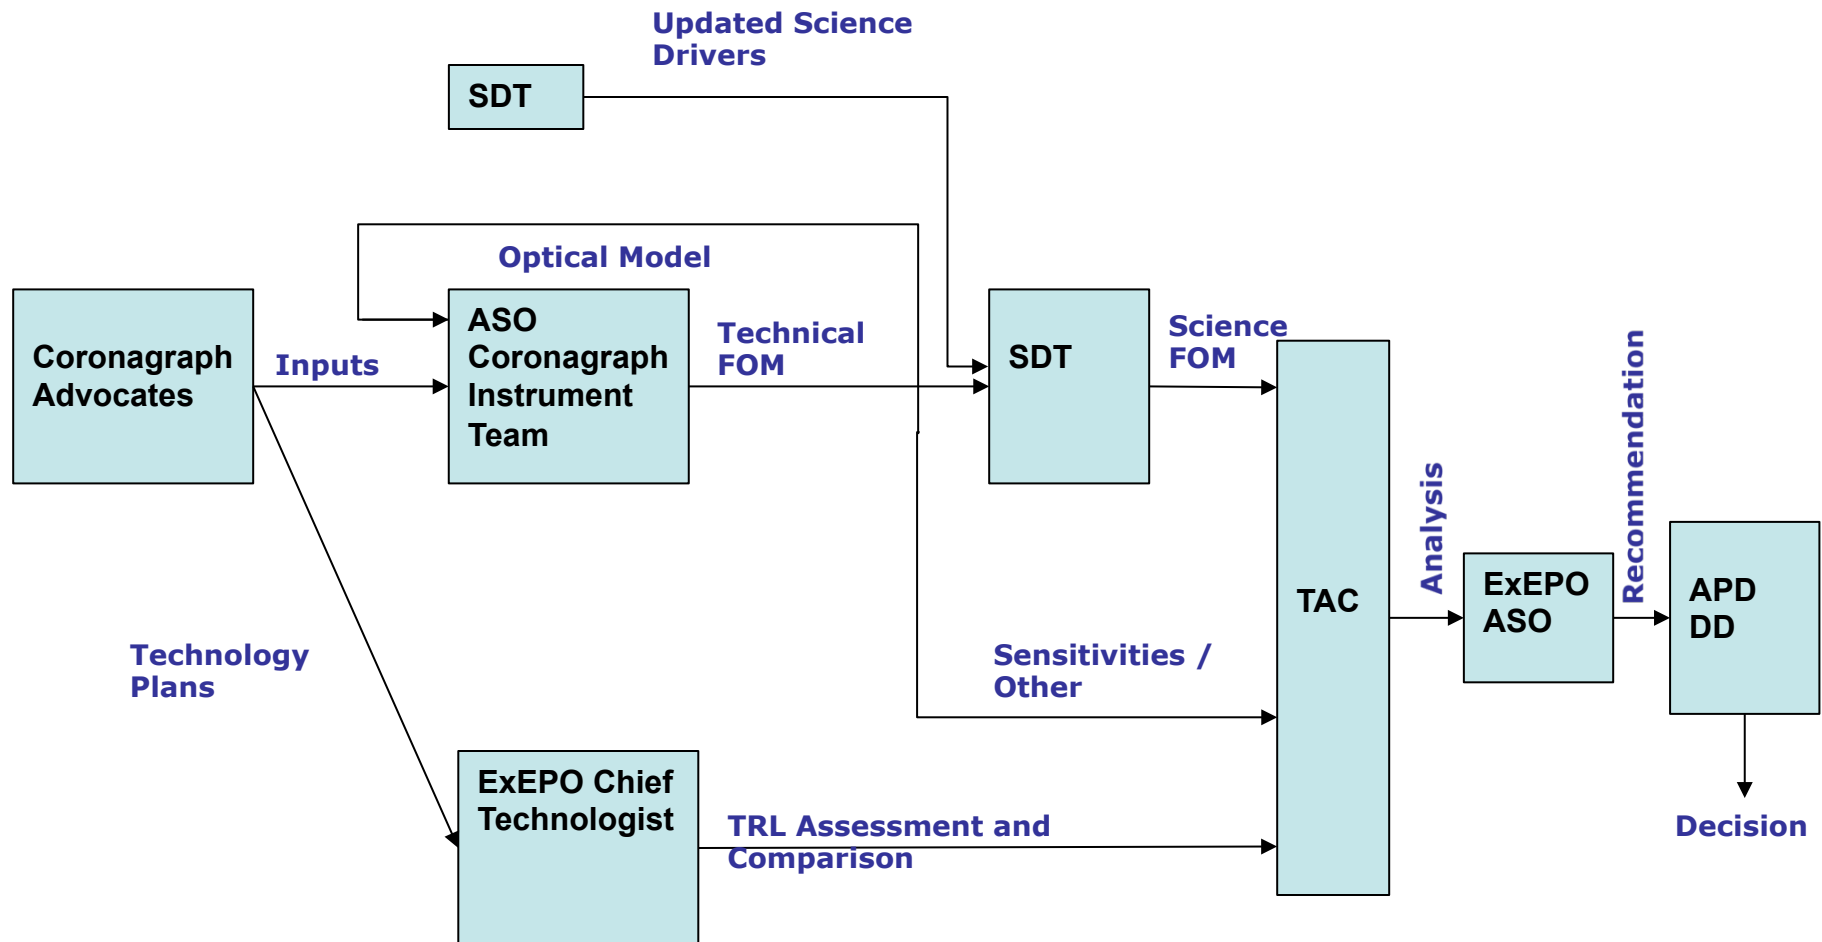 Updated Science
Drivers
SDT
Optical Model
Coronagraph
Advocates
Inputs
ASO
Coronagraph
Instrument
Team
Technical
FOM
SDT
Science
FOM
TAC
Analysis
ExEPO
ASO
Recommendation
APD
DD
Technology
Plans
Sensitivities /
Other
ExEPO Chief
Technologist
TRL Assessment and
Comparison
Decision